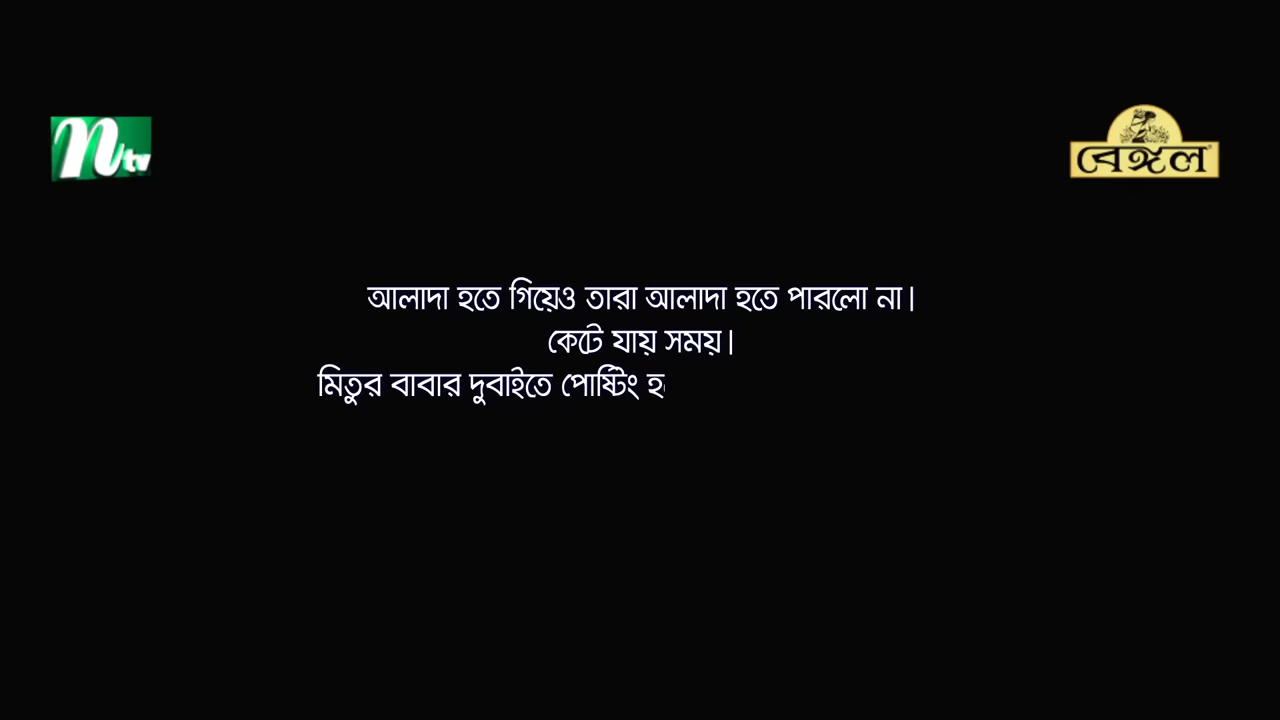 ntv
বেঙ্গল
আলাদা হতে গিয়েও তারা আলাদা হতে পারলো না।
কেটে যায় সময়।
মিতুর বাবার দুবাইতে পোষ্টিং